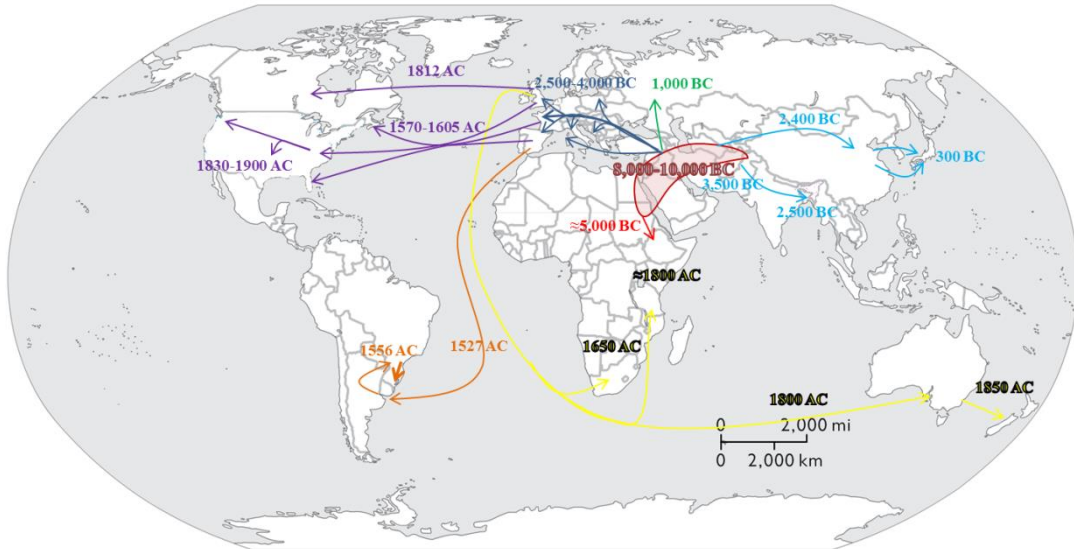 1812 AC
2,500-4,000 BC
1,000 BC
1570-1605 AC
2,400 BC
1830-1900 AC
8,000-10,000 BC
300 BC
3,500 BC
2,500 BC
≈5,000 BC
≈1800 AC
1556 AC
1527 AC
1650 AC
1800 AC
1850 AC
0 2,000 mi
0 2,000 km